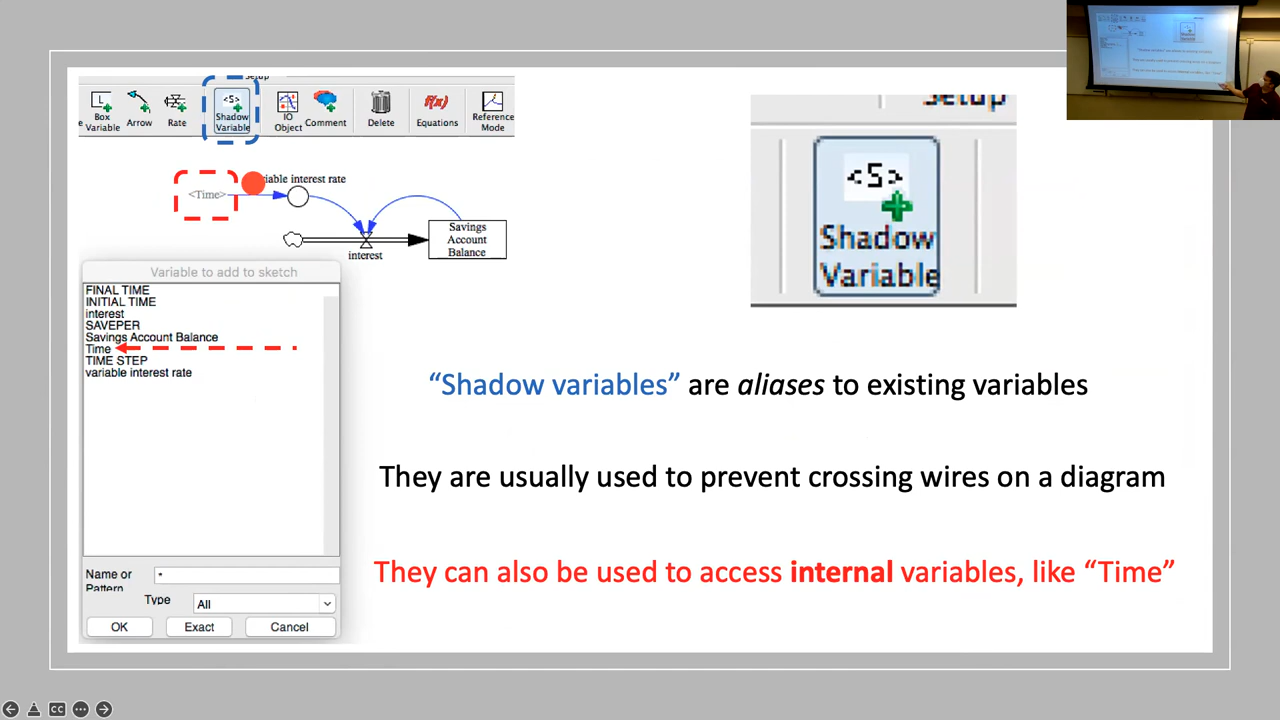 Setup
Box
Variable
Arrow
Rate
<S>
Shadow
Variable
IO
Object
Comment
Delete
f(x)
Equations
Reference
Mode
<Time>
iable interest rate
interest
Savings
Account
Balance
Variable to add to sketch
FINAL TIME
INITIAL TIME
interest
SAVEPER
Savings Account Balance
Time
TIME STEP
variable interest rate
Name or
Pattern
*
Type
All
OK
Exact
Cancel
Setup
<S>
Shadow
Variable
“Shadow variables” are aliases to existing variables
They are usually used to prevent crossing wires on a diagram
They can also be used to access internal variables, like “Time”
CC